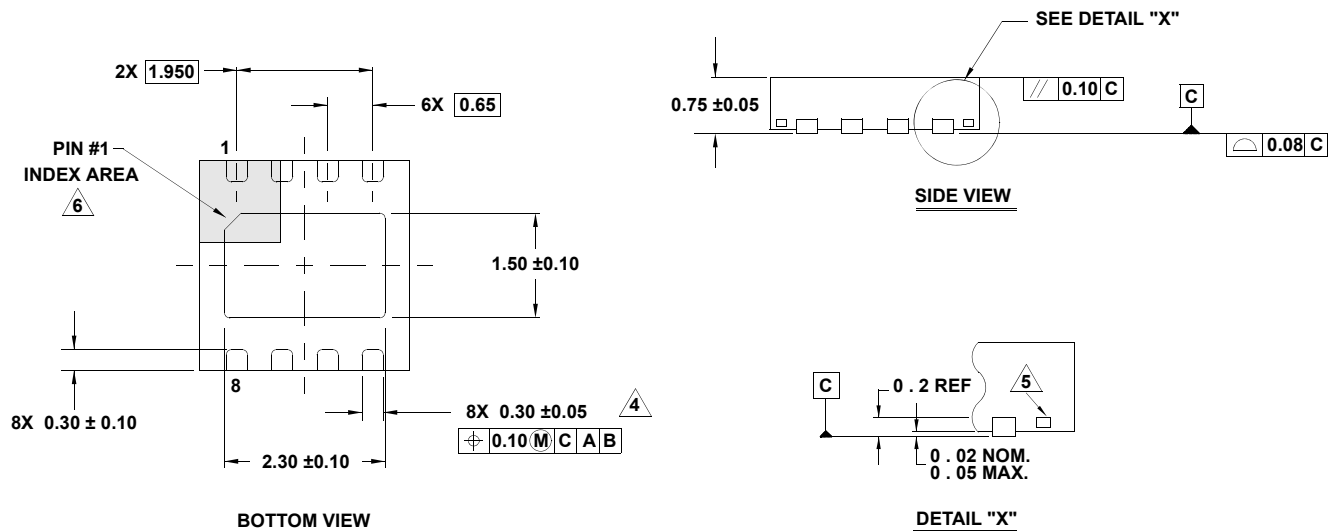 SEE DETAIL "X"
2X 1.950
6X 0.65
0.75 ±0.05
// 0.10 C
C
⌓ 0.08 C
PIN #1
INDEX AREA
6
1
SIDE VIEW
1.50 ±0.10
8
8X 0.30 ± 0.10
8X 0.30 ±0.05
4
⌖ 0.10 Ⓜ C A B
2.30 ±0.10
BOTTOM VIEW
C
0 . 2 REF
5
0 . 02 NOM.
0 . 05 MAX.
DETAIL "X"